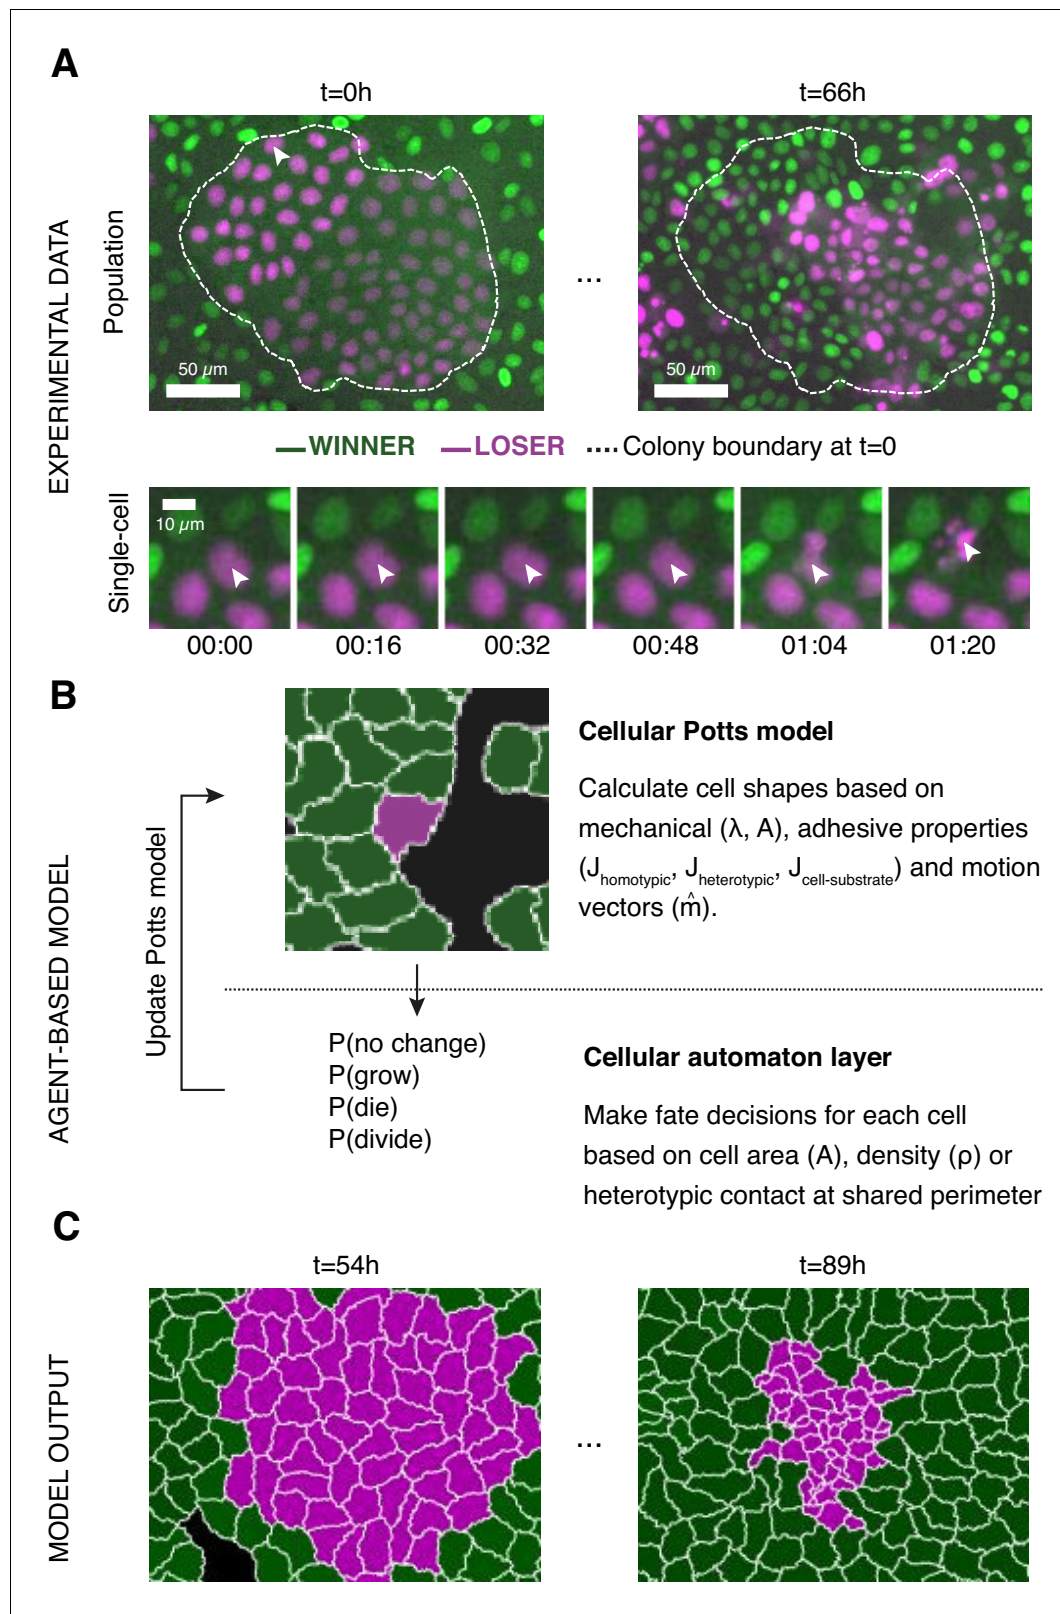 A
t=0h
t=66h
EXPERIMENTAL DATA
Population
50 µm
...
50 µm
WINNER LOSER Colony boundary at t=0
Single-cell
10 µm
00:00 00:16 00:32 00:48 01:04 01:20
B
AGENT-BASED MODEL
Update Potts model
Cellular Potts model
Calculate cell shapes based on
mechanical (λ, A), adhesive properties
(J_homotypic, J_heterotypic, J_cell-substrate) and motion
vectors (m̂).
P(no change)
P(grow)
P(die)
P(divide)
Cellular automaton layer
Make fate decisions for each cell
based on cell area (A), density (ρ) or
heterotypic contact at shared perimeter
C
MODEL OUTPUT
t=54h
t=89h
...